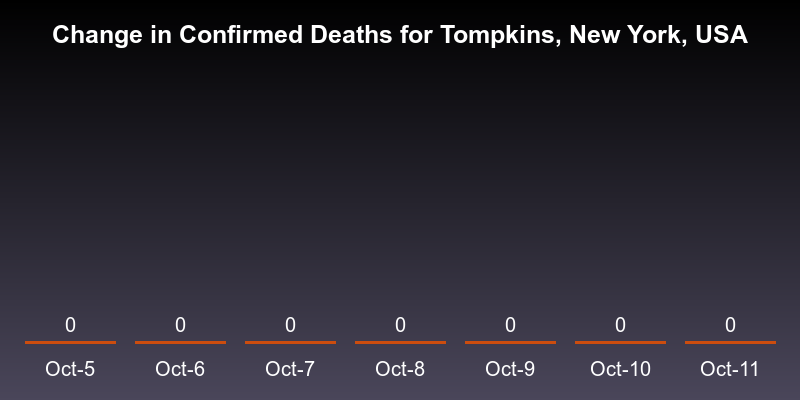 Change in Confirmed Deaths for Tompkins, New York, USA
0 0 0 0 0 0 0
Oct-5 Oct-6 Oct-7 Oct-8 Oct-9 Oct-10 Oct-11